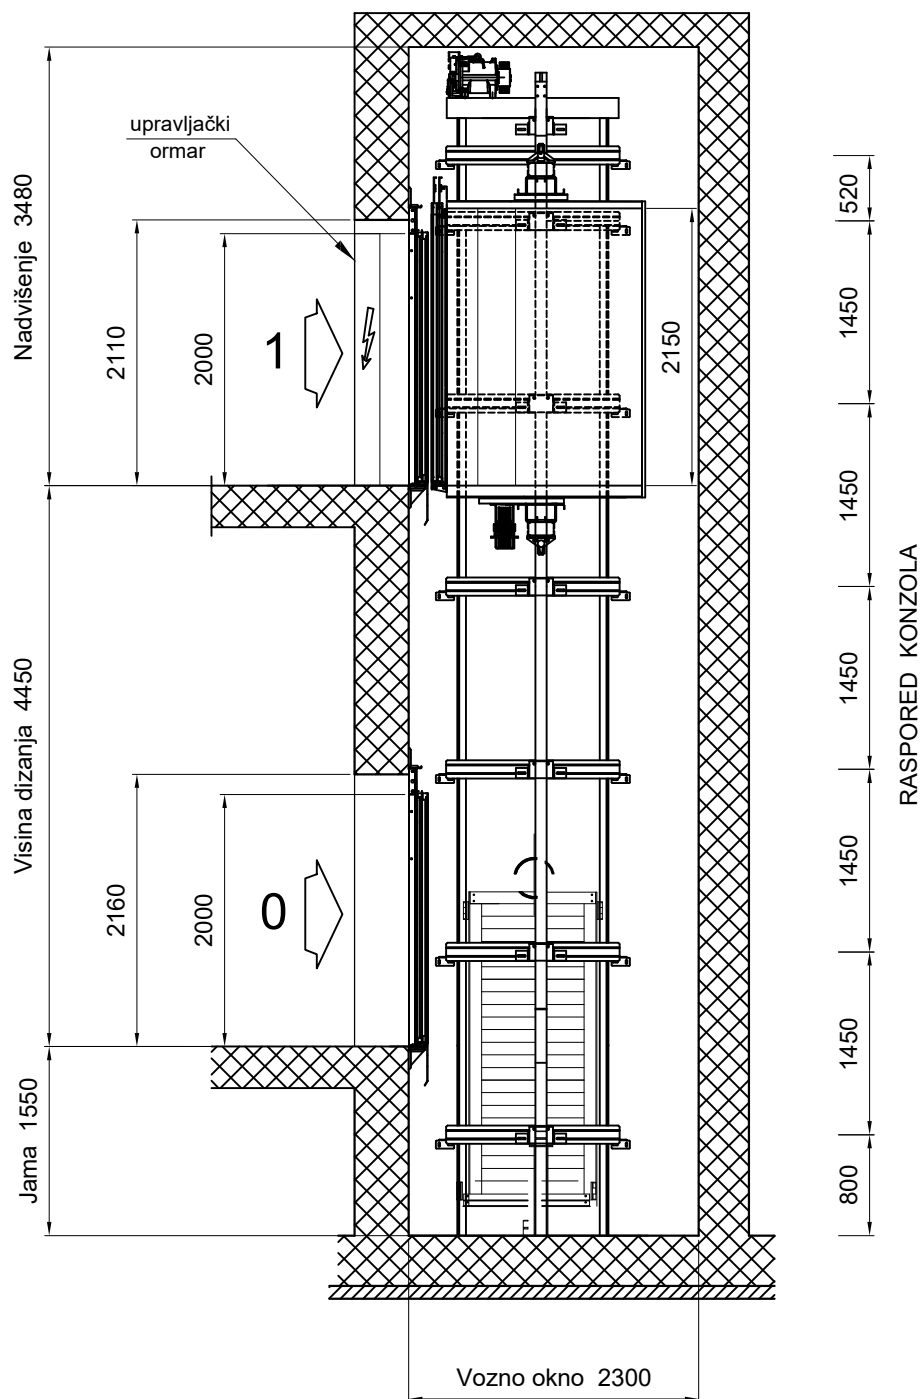 upravljački
ormar
Nadvišenje 3480
2110
2000
1
2150
520
1450
1450
1450
1450
1450
800
RASPORED KONZOLA
Visina dizanja 4450
2160
2000
0
Jama 1550
Vozno okno 2300